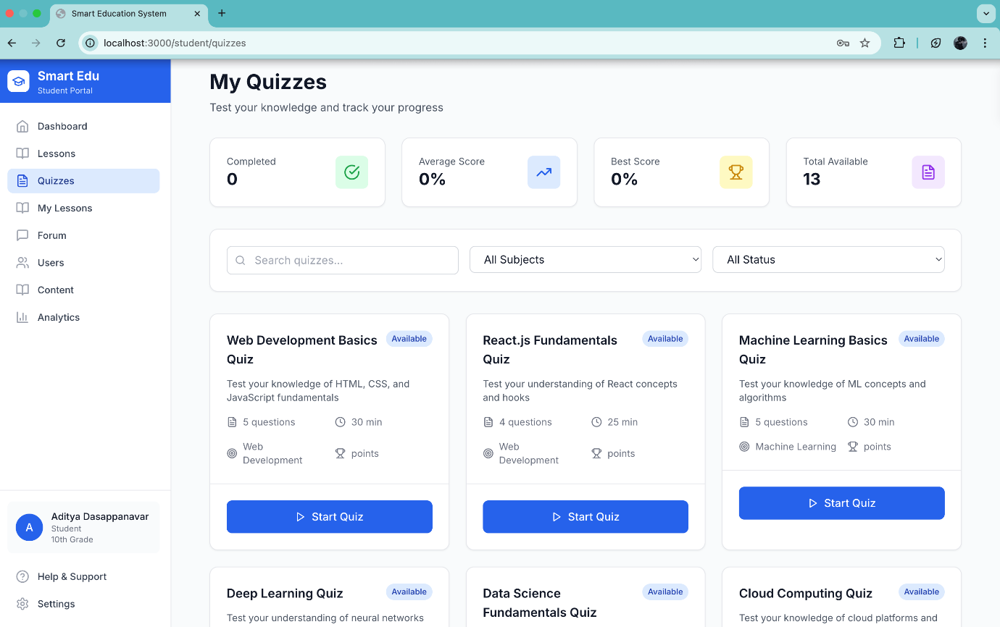 Smart Education System
localhost:3000/student/quizzes
Smart Edu
Student Portal
Dashboard
Lessons
Quizzes
My Lessons
Forum
Users
Content
Analytics
A
Aditya Dasappanavar
Student
10th Grade
Help & Support
Settings
My Quizzes
Test your knowledge and track your progress
Completed
0
Average Score
0%
Best Score
0%
Total Available
13
Search quizzes...
All Subjects
All Status
Web Development Basics
Quiz
Available
Test your knowledge of HTML, CSS, and
JavaScript fundamentals
5 questions
30 min
Web
Development
points
Start Quiz
React.js Fundamentals
Quiz
Available
Test your understanding of React concepts
and hooks
4 questions
25 min
Web
Development
points
Start Quiz
Machine Learning Basics
Quiz
Available
Test your knowledge of ML concepts and
algorithms
5 questions
30 min
Machine Learning
points
Start Quiz
Deep Learning Quiz
Available
Test your understanding of neural networks
Data Science
Fundamentals Quiz
Available
Cloud Computing Quiz
Available
Test your knowledge of cloud platforms and